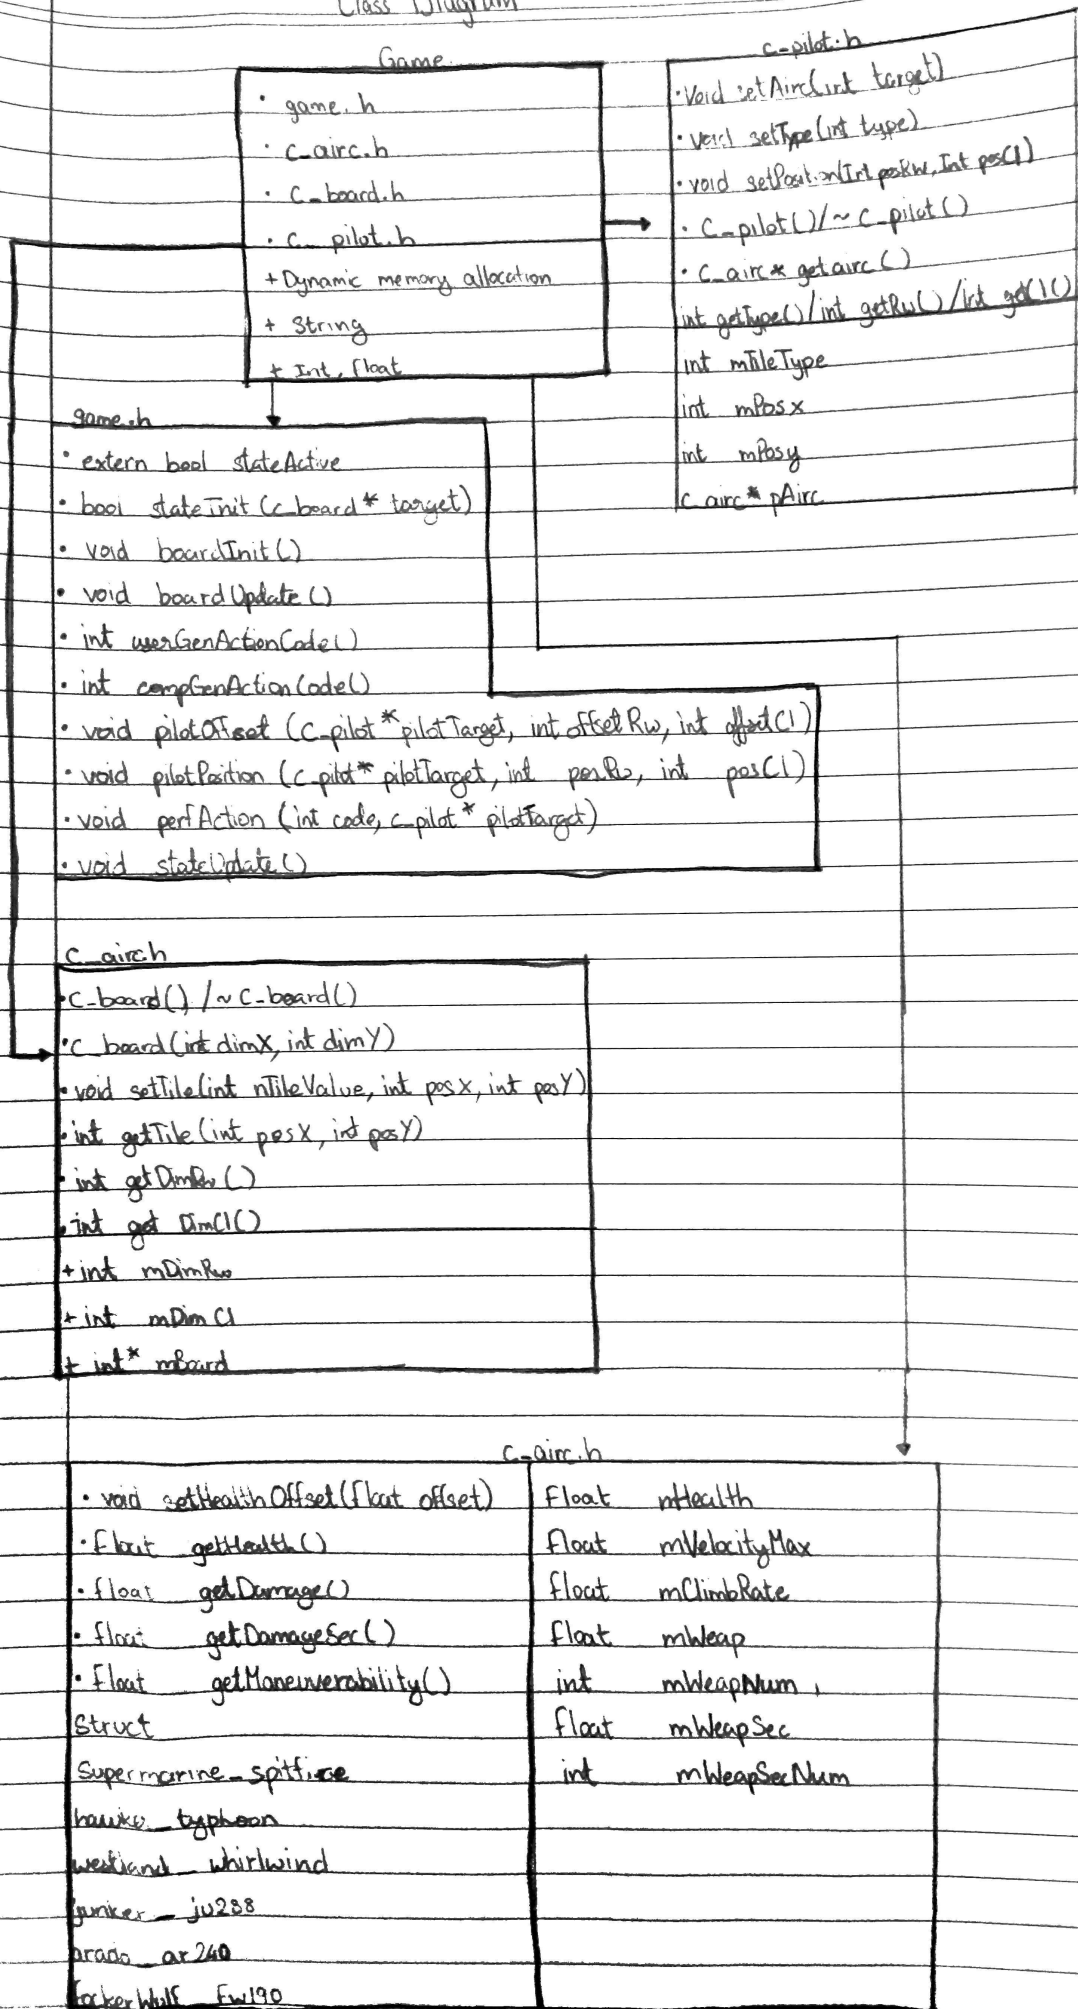 Class Diagram
Game
· game.h
· c_airc.h
· C_board.h
· c_pilot.h
+ Dynamic memory allocation
+ String
+ Int, float
c-pilot.h
· Void setAirc(int target)
· void setType(int type)
· void setPosition(Int posRw, Int posCl)
· C_pilot()/~C_pilot()
· C_airc* getairc()
int getType()/int getRw()/int getCl()
int mTileType
int mPosx
int mPosy
c_airc* pAirc
game.h
· extern bool stateActive
· bool stateInit (c_board* target)
· void boardInit()
· void boardUpdate()
· int userGenActionCode()
· int compGenActionCode()
· void pilotOffset (C_pilot* pilotTarget, int offsetRw, int offsetCl)
· void pilotPosition (c_pilot* pilotTarget, int posRw, int posCl)
· void perfAction (int code, c_pilot* pilotTarget)
· void stateUpdate()
C_airc.h
· C_board() /~C_board()
· C_board(int dimX, int dimY)
· void setTile(int nTileValue, int posX, int posY)
· int getTile(int posX, int posY)
· int getDimRw()
· int get DimCl()
+ int mDimRw
+ int mDimCl
+ int* mBoard
C_airc.h
· void setHealthOffset(float offset)
· float getHealth()
· float getDamage()
· float getDamageSec()
· Float getManeuverability()
Struct
Supermarine_spitfire
hawke_typhoon
westland_whirlwind
junker_ju288
arado_ar240
fockerWulf_Fw190
Float mHealth
float mVelocityMax
float mClimbRate
float mWeap
int mWeapNum
float mWeapSec
int mWeapSecNum